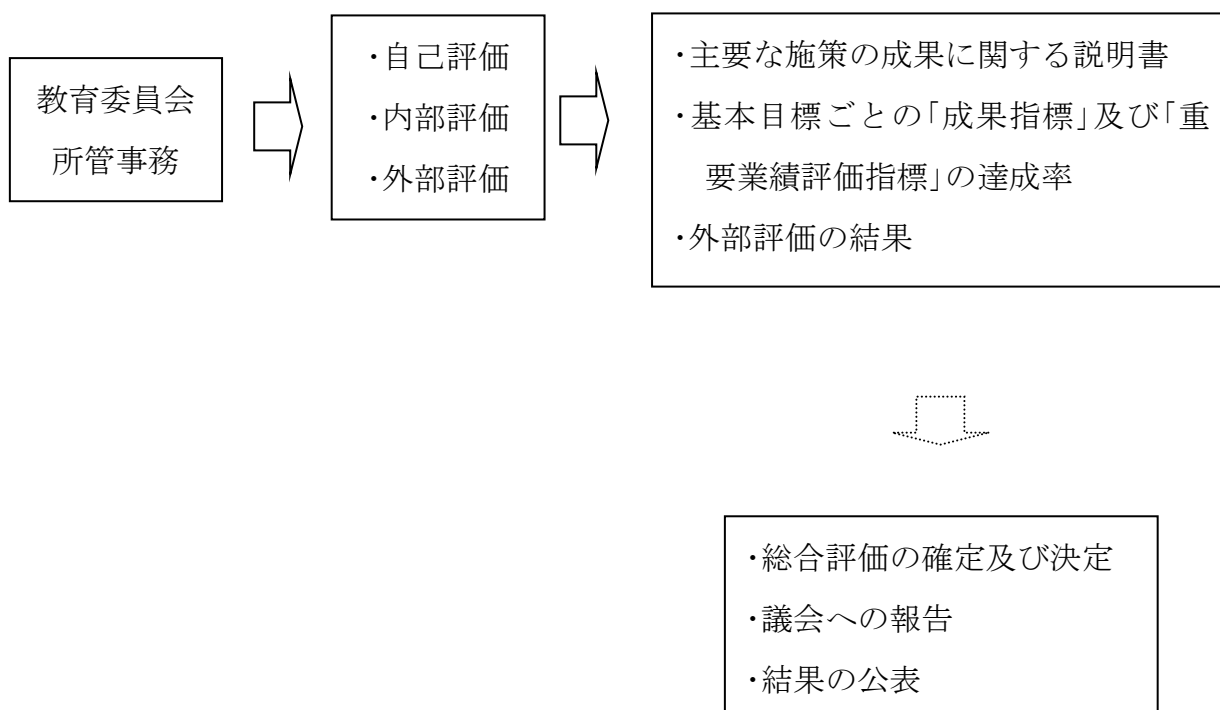 教育委員会
所管事務
・自己評価
・内部評価
・外部評価
・主要な施策の成果に関する説明書
・基本目標ごとの「成果指標」及び「重
要業績評価指標」の達成率
・外部評価の結果
・総合評価の確定及び決定
・議会への報告
・結果の公表